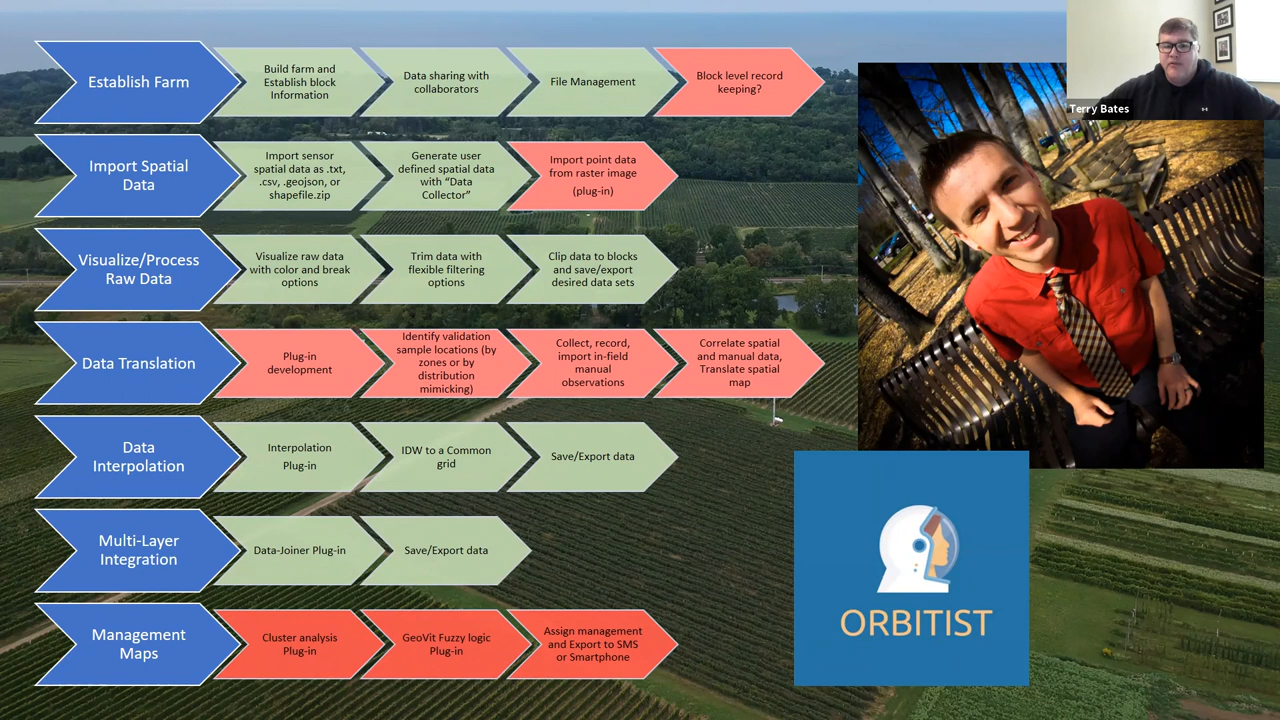 Establish Farm
Build farm and
Establish block
Information
Data sharing with
collaborators
File Management
Block level record
keeping?
Terry Bates
Import Spatial
Data
Import sensor
spatial data as .txt,
.csv, .geojson, or
shapefile.zip
Generate user
defined spatial data
with “Data
Collector”
Import point data
from raster image
(plug-in)
Visualize/Process
Raw Data
Visualize raw data
with color and break
options
Trim data with
flexible filtering
options
Clip data to blocks
and save/export
desired data sets
Data Translation
Plug-in
development
Identify validation
sample locations (by
zones or by
distribution
mimicking)
Collect, record,
import in-field
manual
observations
Correlate spatial
and manual data,
Translate spatial
map
Data
Interpolation
Interpolation
Plug-in
IDW to a Common
grid
Save/Export data
Multi-Layer
Integration
Data-Joiner Plug-in
Save/Export data
Management
Maps
Cluster analysis
Plug-in
GeoVit Fuzzy logic
Plug-in
Assign management
and Export to SMS
or Smartphone
ORBITIST